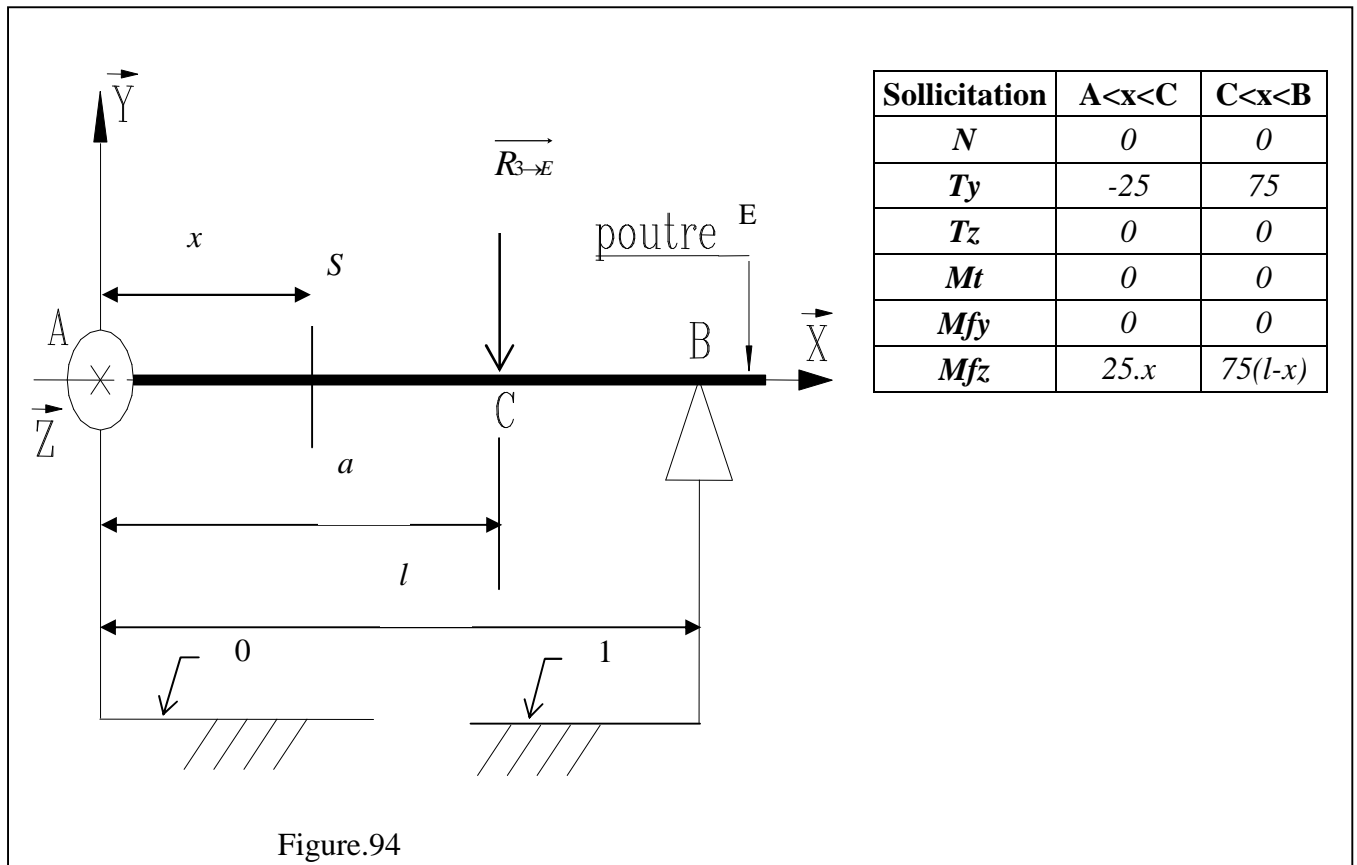 Y
R3→E
x
S
poutre E
A
B
X
Z
C
a
l
0
1
Figure.94
Sollicitation A<x<C C<x<B
N 0 0
Ty -25 75
Tz 0 0
Mt 0 0
Mfy 0 0
Mfz 25.x 75(l-x)